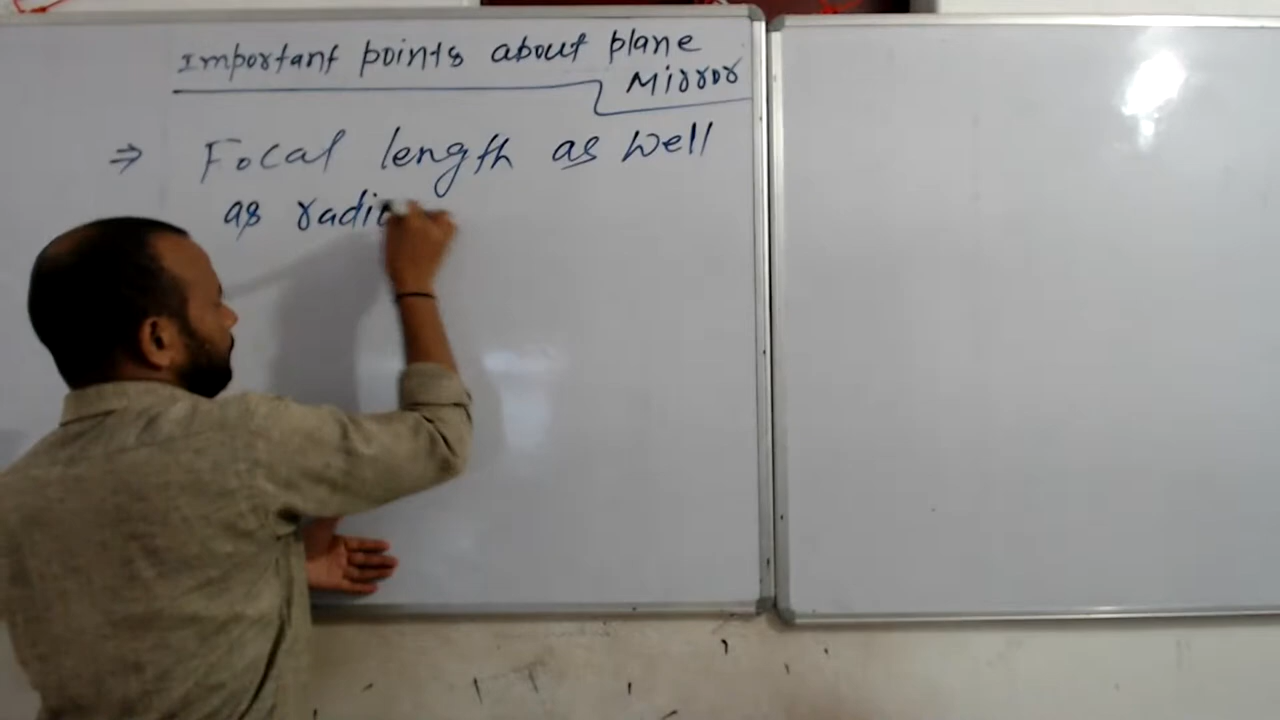 Important points about plane
Mirror
⇒ Focal length as well
as radi